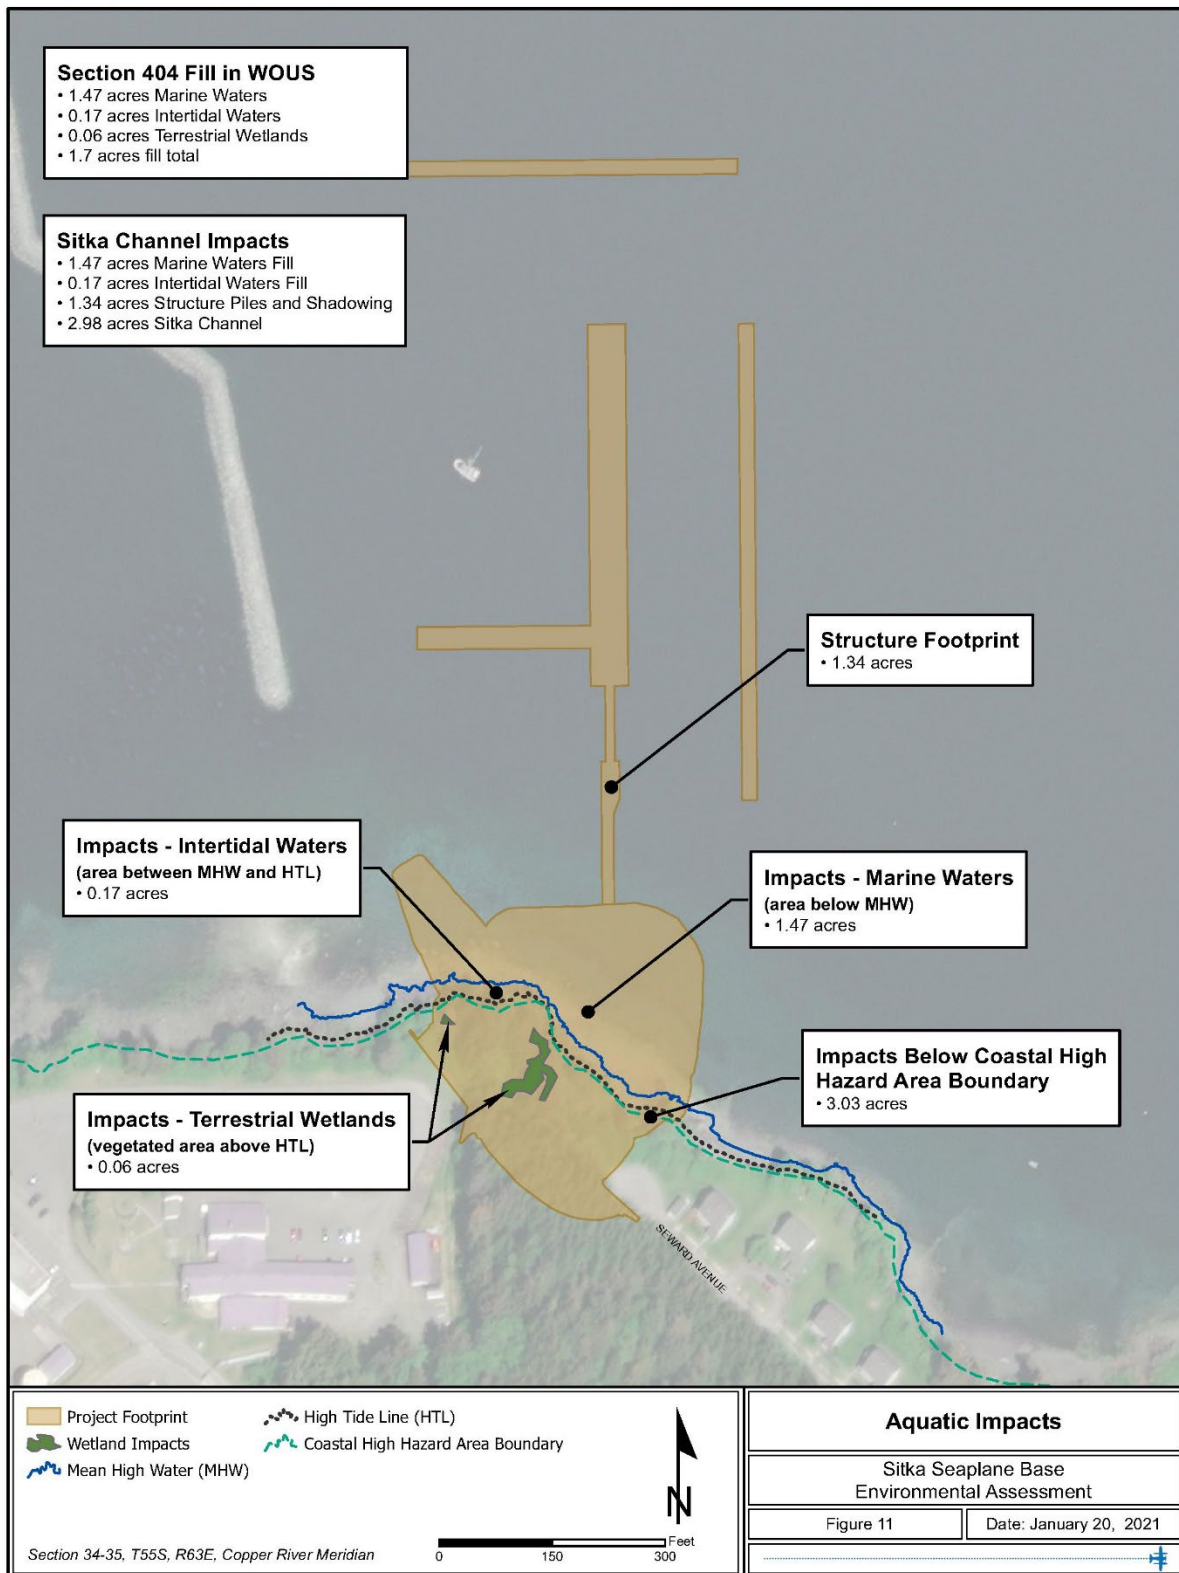 Section 404 Fill in WOUS
• 1.47 acres Marine Waters
• 0.17 acres Intertidal Waters
• 0.06 acres Terrestrial Wetlands
• 1.7 acres fill total
Sitka Channel Impacts
• 1.47 acres Marine Waters Fill
• 0.17 acres Intertidal Waters Fill
• 1.34 acres Structure Piles and Shadowing
• 2.98 acres Sitka Channel
Structure Footprint
• 1.34 acres
Impacts - Intertidal Waters
(area between MHW and HTL)
• 0.17 acres
Impacts - Marine Waters
(area below MHW)
• 1.47 acres
Impacts Below Coastal High
Hazard Area Boundary
• 3.03 acres
Impacts - Terrestrial Wetlands
(vegetated area above HTL)
• 0.06 acres
SEWARD AVENUE
Project Footprint
Wetland Impacts
Mean High Water (MHW)
High Tide Line (HTL)
Coastal High Hazard Area Boundary
N
Section 34-35, T55S, R63E, Copper River Meridian
Feet
0 150 300
Aquatic Impacts
Sitka Seaplane Base
Environmental Assessment
Figure 11
Date: January 20, 2021